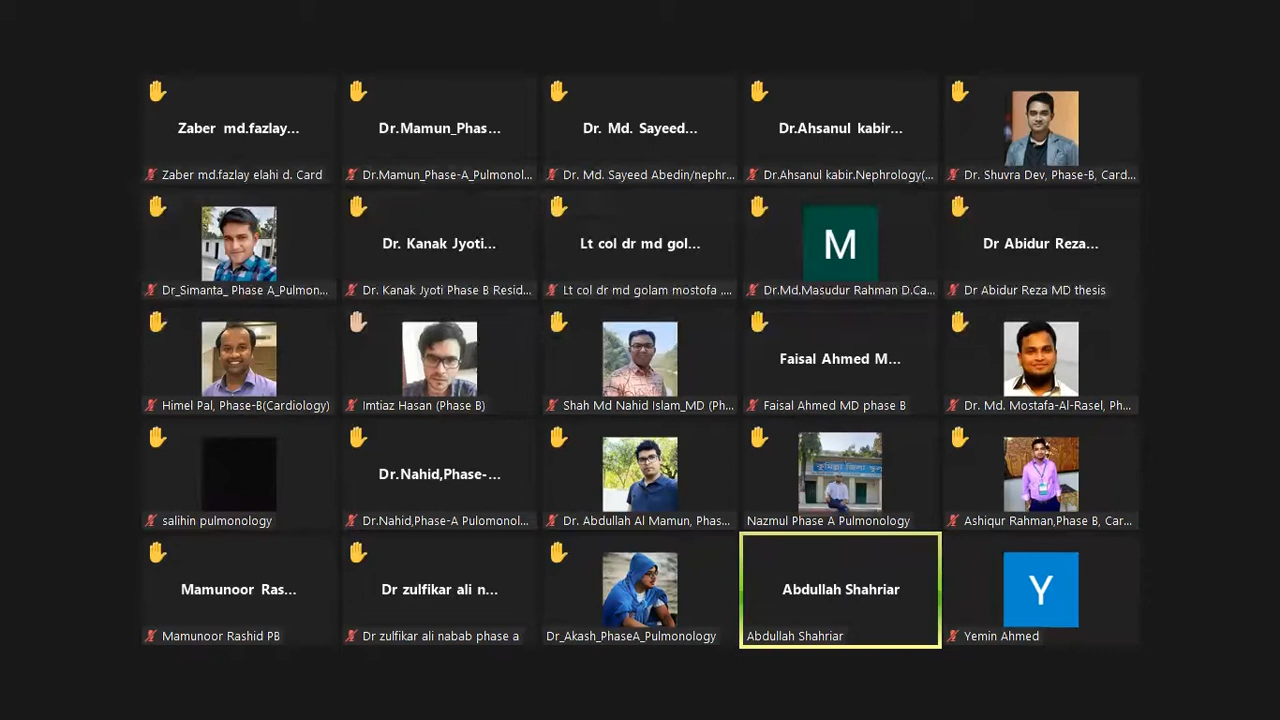 Zaber md.fazlay...
Zaber md.fazlay elahi d. Card
Dr.Mamun_Phas...
Dr.Mamun_Phase-A_Pulmonol...
Dr. Md. Sayeed...
Dr. Md. Sayeed Abedin/nephr...
Dr.Ahsanul kabir...
Dr.Ahsanul kabir.Nephrology(...
Dr. Shuvra Dev, Phase-B, Card...
Dr_Simanta_ Phase A_Pulmon...
Dr. Kanak Jyoti...
Dr. Kanak Jyoti Phase B Resid...
Lt col dr md gol...
Lt col dr md golam mostofa ,...
M
Dr.Md.Masudur Rahman D.Ca...
Dr Abidur Reza...
Dr Abidur Reza MD thesis
Himel Pal, Phase-B(Cardiology)
Imtiaz Hasan (Phase B)
Shah Md Nahid Islam_MD (Ph...
Faisal Ahmed M...
Faisal Ahmed MD phase B
Dr. Md. Mostafa-Al-Rasel, Ph...
salihin pulmonology
Dr.Nahid,Phase-...
Dr.Nahid,Phase-A Pulomonol...
Dr. Abdullah Al Mamun, Phas...
কুমিল্লা জিলা স্কুল
Nazmul Phase A Pulmonology
Ashiqur Rahman,Phase B, Car...
Mamunoor Ras...
Mamunoor Rashid PB
Dr zulfikar ali n...
Dr zulfikar ali nabab phase a
Dr_Akash_PhaseA_Pulmonology
Abdullah Shahriar
Abdullah Shahriar
Y
Yemin Ahmed